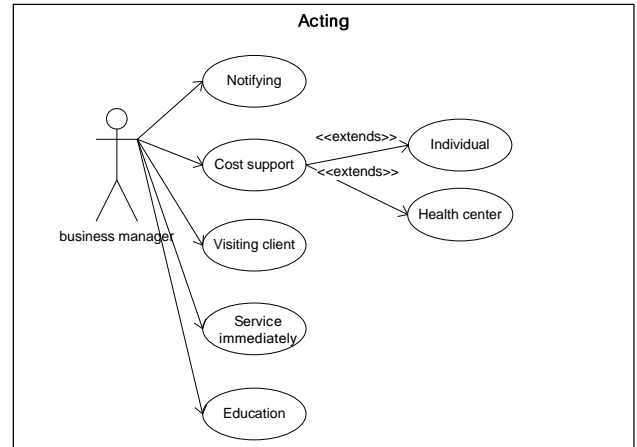 Acting
Notifying
<<extends>>
Cost support
Individual
<<extends>>
Health center
business manager
Visiting client
Service
immediately
Education